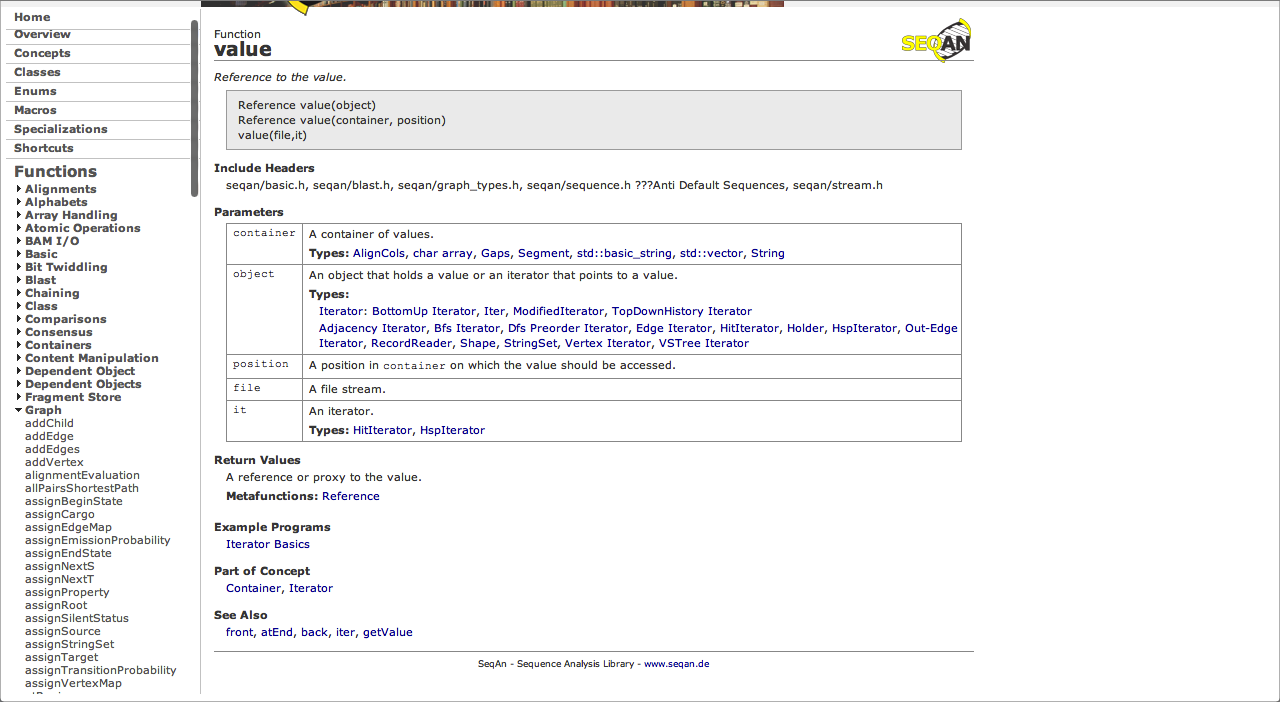 Home
Overview
Concepts
Classes
Enums
Macros
Specializations
Shortcuts
Functions
Alignments
Alphabets
Array Handling
Atomic Operations
BAM I/O
Basic
Bit Twiddling
Blast
Chaining
Class
Comparisons
Consensus
Containers
Content Manipulation
Dependent Object
Dependent Objects
Fragment Store
Graph
addChild
addEdge
addEdges
addVertex
alignmentEvaluation
allPairsShortestPath
assignBeginState
assignCargo
assignEdgeMap
assignEmissionProbability
assignEndState
assignNextS
assignNextT
assignProperty
assignRoot
assignSilentStatus
assignSource
assignStringSet
assignTarget
assignTransitionProbability
assignVertexMap
Function
value
SEQAN
Reference to the value.
Reference value(object)
Reference value(container, position)
value(file,it)
Include Headers
seqan/basic.h, seqan/blast.h, seqan/graph_types.h, seqan/sequence.h ???Anti Default Sequences, seqan/stream.h
Parameters
container
A container of values.
Types: AlignCols, char array, Gaps, Segment, std::basic_string, std::vector, String
object
An object that holds a value or an iterator that points to a value.
Types:
Iterator: BottomUp Iterator, Iter, ModifiedIterator, TopDownHistory Iterator
Adjacency Iterator, Bfs Iterator, Dfs Preorder Iterator, Edge Iterator, HitIterator, Holder, HspIterator, Out-Edge
Iterator, RecordReader, Shape, StringSet, Vertex Iterator, VSTree Iterator
position
A position in container on which the value should be accessed.
file
A file stream.
it
An iterator.
Types: HitIterator, HspIterator
Return Values
A reference or proxy to the value.
Metafunctions: Reference
Example Programs
Iterator Basics
Part of Concept
Container, Iterator
See Also
front, atEnd, back, iter, getValue
SeqAn - Sequence Analysis Library - www.seqan.de